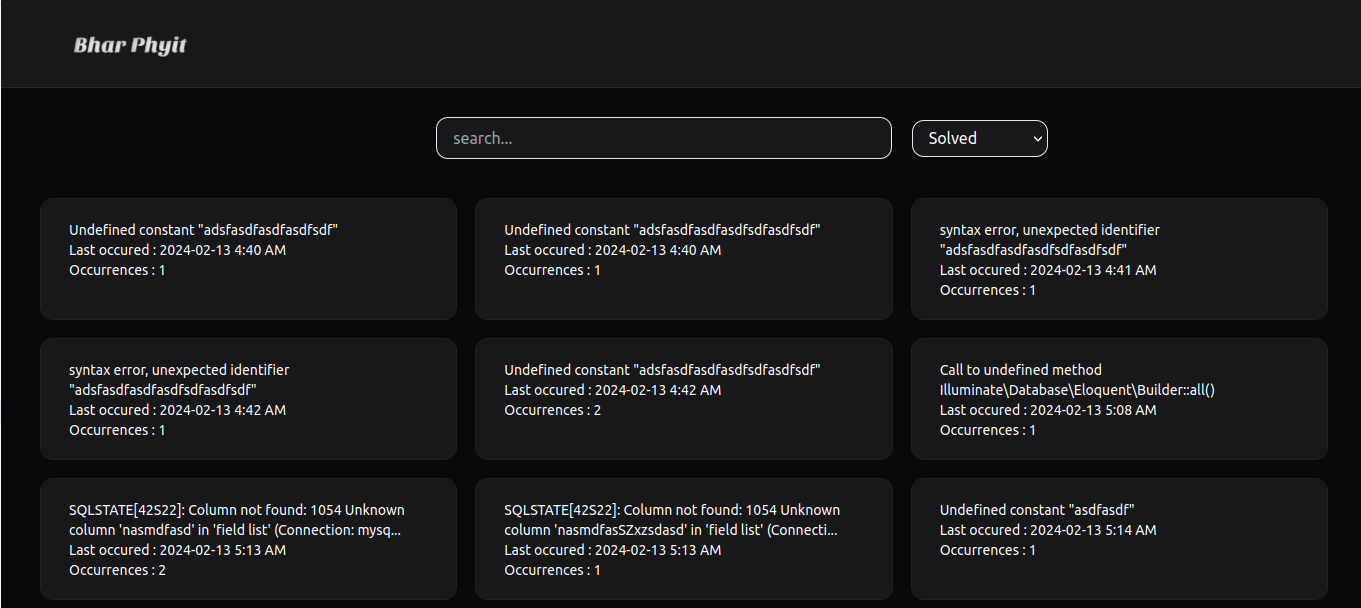 Bhar Phyit
search...
Solved
Undefined constant "adsfasdfasdfasdfsdf"
Last occured : 2024-02-13 4:40 AM
Occurrences : 1
Undefined constant "adsfasdfasdfasdfsdfasdfsdf"
Last occured : 2024-02-13 4:40 AM
Occurrences : 1
syntax error, unexpected identifier
"adsfasdfasdfasdfsdfasdfsdf"
Last occured : 2024-02-13 4:41 AM
Occurrences : 1
syntax error, unexpected identifier
"adsfasdfasdfasdfsdfasdfsdf"
Last occured : 2024-02-13 4:42 AM
Occurrences : 1
Undefined constant "adsfasdfasdfasdfsdfasdfsdf"
Last occured : 2024-02-13 4:42 AM
Occurrences : 2
Call to undefined method
Illuminate\Database\Eloquent\Builder::all()
Last occured : 2024-02-13 5:08 AM
Occurrences : 1
SQLSTATE[42S22]: Column not found: 1054 Unknown
column 'nasmdfasd' in 'field list' (Connection: mysq...
Last occured : 2024-02-13 5:13 AM
Occurrences : 2
SQLSTATE[42S22]: Column not found: 1054 Unknown
column 'nasmdfasSZxzsdasd' in 'field list' (Connecti...
Last occured : 2024-02-13 5:13 AM
Occurrences : 1
Undefined constant "asdfasdf"
Last occured : 2024-02-13 5:14 AM
Occurrences : 1